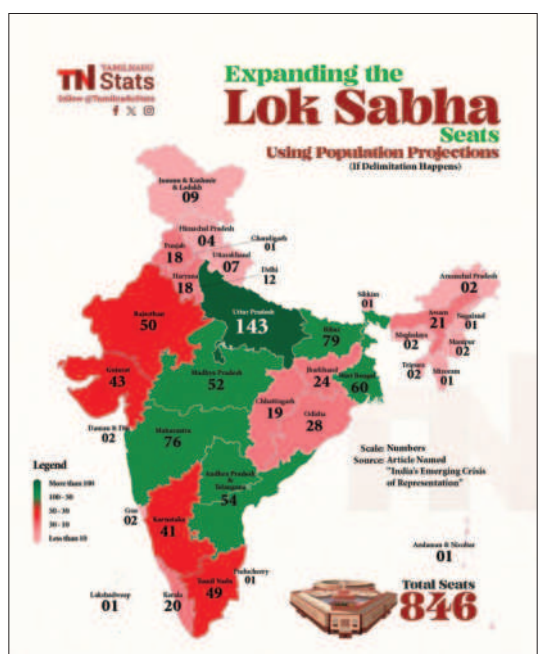 TAMILNADU
TN Stats
Follow @Tamilnadustats
Expanding the
Lok Sabha
Seats
Using Population Projections
(If Delimitation Happens)
Jammu & Kashmir
& Ladakh
09
Himachal Pradesh
04
Chandigarh
01
Punjab
18
Uttarakhand
07
Haryana
18
Delhi
12
Arunachal Pradesh
02
Rajasthan
50
Uttar Pradesh
143
Sikkim
01
Bihar
79
Assam
21
Nagaland
01
Meghalaya
02
Manipur
02
Tripura
02
Mizoram
01
Gujarat
43
Madhya Pradesh
52
Jharkhand
24
West Bengal
60
Chhattisgarh
19
Odisha
28
Daman & Diu
02
Maharastra
76
Scale: Numbers
Source: Article Named
"India's Emerging Crisis
of Representation"
Legend
More than 100
100 - 50
50 - 30
30 - 10
Less than 10
Andhra Pradesh
&
Telangana
54
Goa
02
Karnataka
41
Andaman & Nicobar
01
Puducherry
01
Tamil Nadu
49
Lakshadweep
01
Kerala
20
Total Seats
846
TN